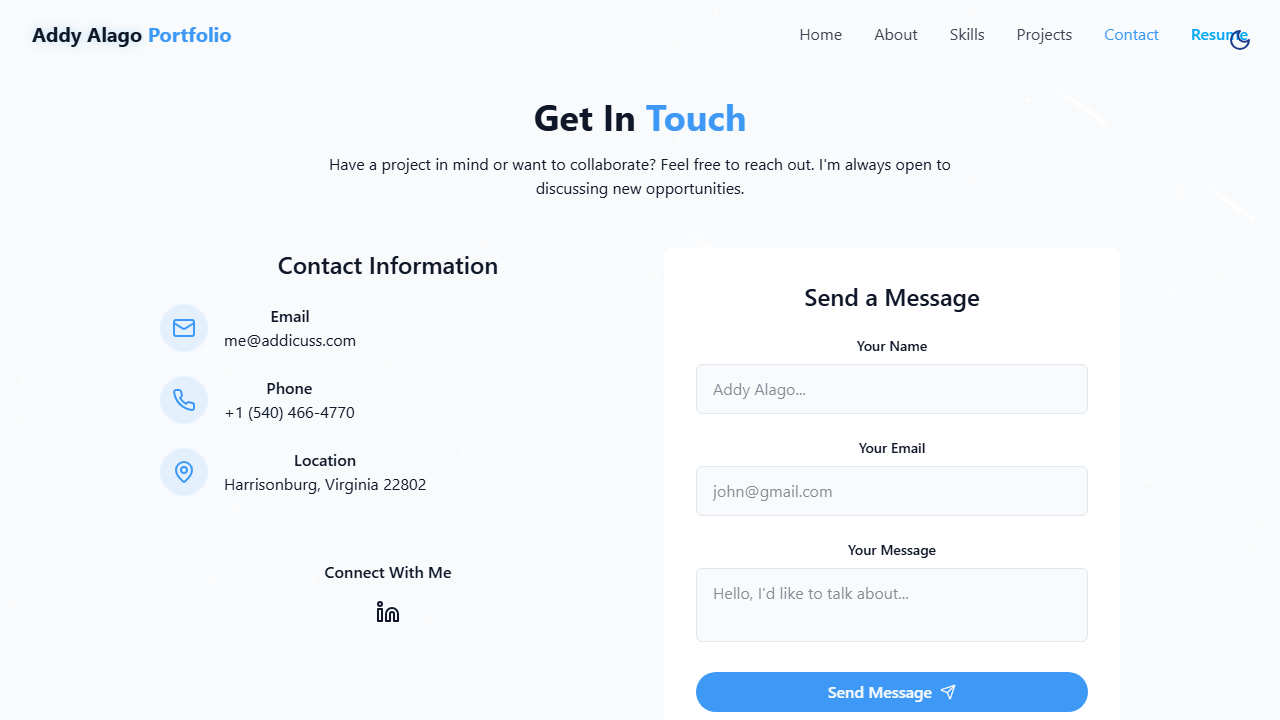 Addy Alago Portfolio
Home About Skills Projects Contact Resume
Get In Touch
Have a project in mind or want to collaborate? Feel free to reach out. I'm always open to
discussing new opportunities.
Contact Information
Email
me@addicuss.com
Phone
+1 (540) 466-4770
Location
Harrisonburg, Virginia 22802
Connect With Me
Send a Message
Your Name
Addy Alago...
Your Email
john@gmail.com
Your Message
Hello, I'd like to talk about...
Send Message